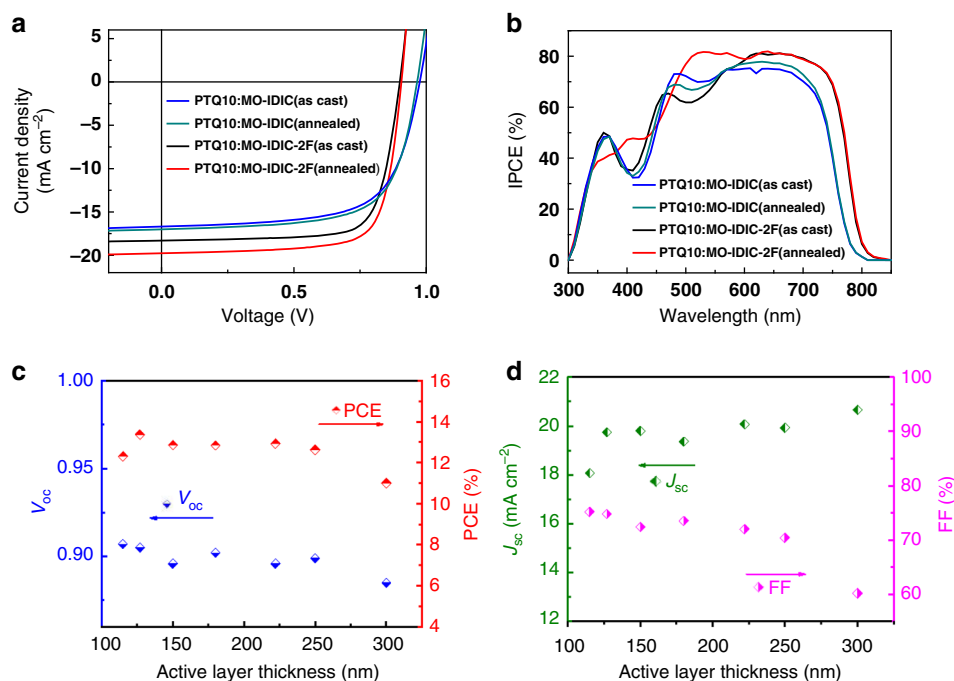 a
5
0
−5
−10
−15
−20
Current density
(mA cm−2)
PTQ10:MO-IDIC(as cast)
PTQ10:MO-IDIC(annealed)
PTQ10:MO-IDIC-2F(as cast)
PTQ10:MO-IDIC-2F(annealed)
0.0 0.5 1.0
Voltage (V)
b
80
60
40
20
0
IPCE (%)
PTQ10:MO-IDIC(as cast)
PTQ10:MO-IDIC(annealed)
PTQ10:MO-IDIC-2F(as cast)
PTQ10:MO-IDIC-2F(annealed)
300 400 500 600 700 800
Wavelength (nm)
c
1.00
0.95
0.90
Voc
PCE
Voc
16
14
12
10
8
6
4
PCE (%)
100 150 200 250 300
Active layer thickness (nm)
d
22
20
18
16
14
12
Jsc (mA cm−2)
Jsc
FF
100
90
80
70
60
FF (%)
100 150 200 250 300
Active layer thickness (nm)